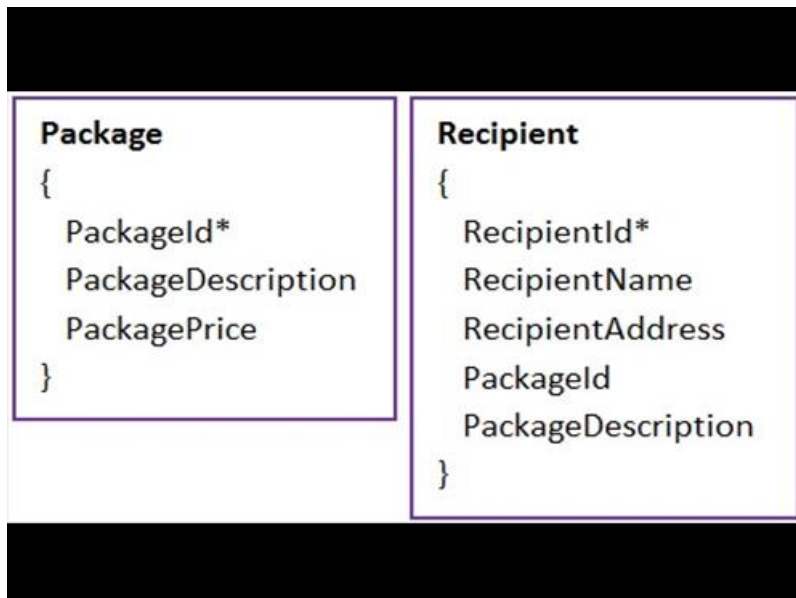 Package
{
PackageId*
PackageDescription
PackagePrice
}
Recipient
{
RecipientId*
RecipientName
RecipientAddress
PackageId
PackageDescription
}